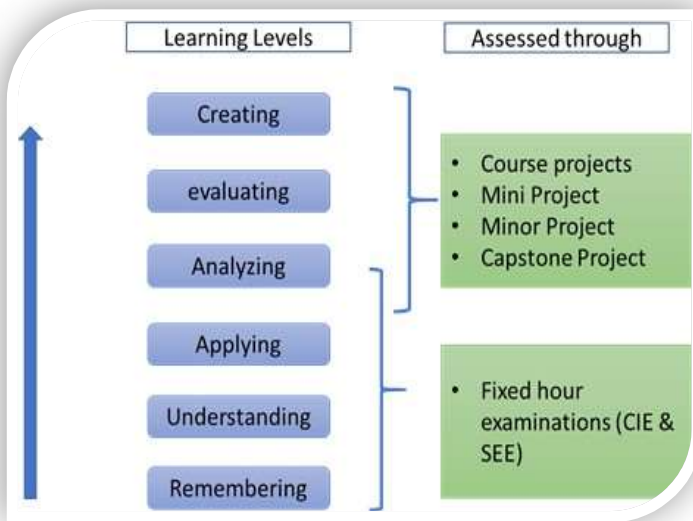 Learning Levels
Assessed through
Creating
evaluating
Analyzing
Applying
Understanding
Remembering
• Course projects
• Mini Project
• Minor Project
• Capstone Project
• Fixed hour
examinations (CIE &
SEE)